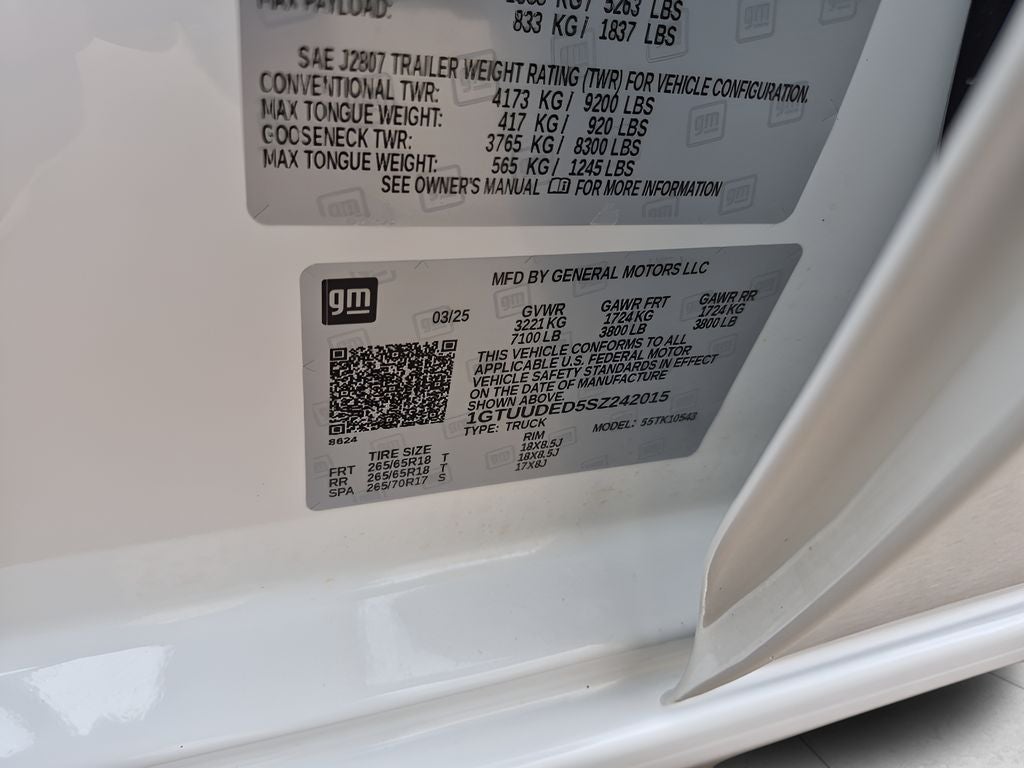 MAX PAYLOAD: 833 KG / 1837 LBS
SAE J2807 TRAILER WEIGHT RATING (TWR) FOR VEHICLE CONFIGURATION.
CONVENTIONAL TWR: 4173 KG / 9200 LBS
MAX TONGUE WEIGHT: 417 KG / 920 LBS
GOOSENECK TWR: 3765 KG / 8300 LBS
MAX TONGUE WEIGHT: 565 KG / 1245 LBS
SEE OWNER'S MANUAL FOR MORE INFORMATION
gm
MFD BY GENERAL MOTORS LLC
03/25 GVWR GAWR FRT GAWR RR
3221 KG 1724 KG 1724 KG
7100 LB 3800 LB 3800 LB
THIS VEHICLE CONFORMS TO ALL
APPLICABLE U.S. FEDERAL MOTOR
VEHICLE SAFETY STANDARDS IN EFFECT
ON THE DATE OF MANUFACTURE
SHOWN ABOVE.
1GTUUDED5SZ242015
TYPE: TRUCK MODEL: 55TK10543
8624
TIRE SIZE RIM
FRT 265/65R18 T 18X8.5J
RR 265/65R18 T 18X8.5J
SPA 265/70R17 S 17X8J